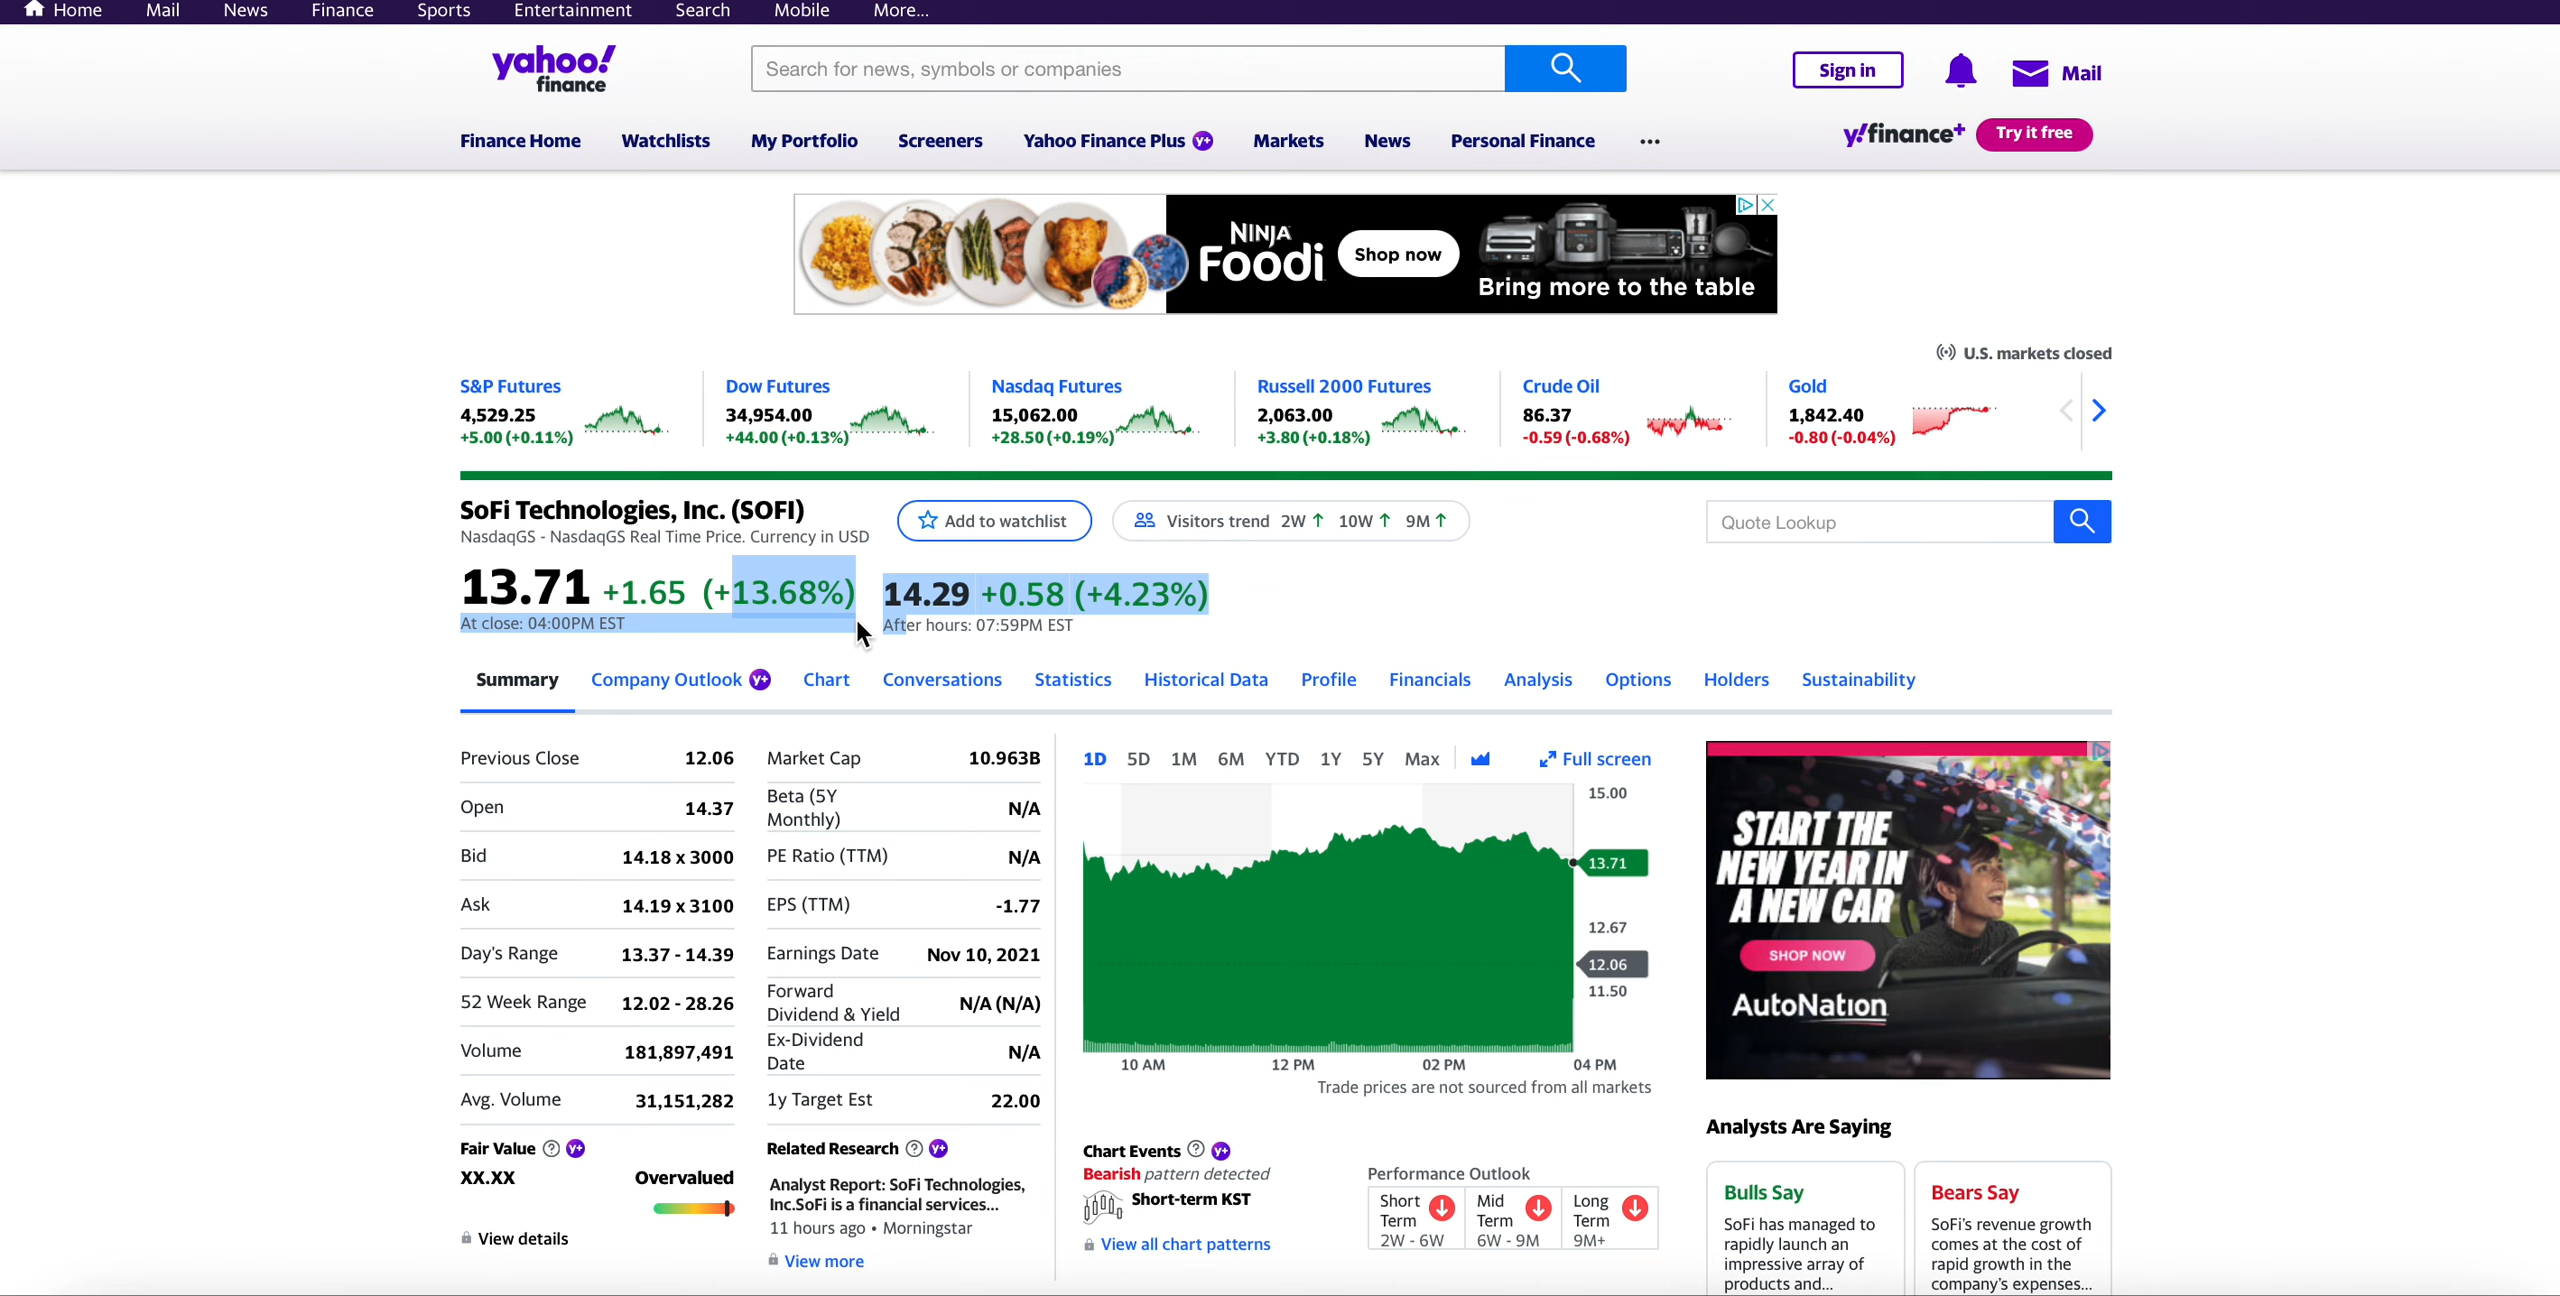 Home Mail News Finance Sports Entertainment Search Mobile More...
yahoo!
finance
Search for news, symbols or companies
Sign in
Mail
Finance Home Watchlists My Portfolio Screeners Yahoo Finance Plus y+ Markets News Personal Finance ...
y!finance+ Try it free
NINJA
Foodi
Shop now
Bring more to the table
U.S. markets closed
S&P Futures
4,529.25
+5.00 (+0.11%)
Dow Futures
34,954.00
+44.00 (+0.13%)
Nasdaq Futures
15,062.00
+28.50 (+0.19%)
Russell 2000 Futures
2,063.00
+3.80 (+0.18%)
Crude Oil
86.37
-0.59 (-0.68%)
Gold
1,842.40
-0.80 (-0.04%)
SoFi Technologies, Inc. (SOFI)
NasdaqGS - NasdaqGS Real Time Price. Currency in USD
Add to watchlist
Visitors trend 2W↑ 10W↑ 9M↑
Quote Lookup
13.71 +1.65 (+13.68%)
At close: 04:00PM EST
14.29 +0.58 (+4.23%)
After hours: 07:59PM EST
Summary Company Outlook y+ Chart Conversations Statistics Historical Data Profile Financials Analysis Options Holders Sustainability
Previous Close 12.06
Open 14.37
Bid 14.18 x 3000
Ask 14.19 x 3100
Day's Range 13.37 - 14.39
52 Week Range 12.02 - 28.26
Volume 181,897,491
Avg. Volume 31,151,282
Market Cap 10.963B
Beta (5Y
Monthly) N/A
PE Ratio (TTM) N/A
EPS (TTM) -1.77
Earnings Date Nov 10, 2021
Forward
Dividend & Yield N/A (N/A)
Ex-Dividend
Date N/A
1y Target Est 22.00
1D 5D 1M 6M YTD 1Y 5Y Max Full screen
15.00
13.71
12.67
12.06
11.50
10 AM 12 PM 02 PM 04 PM
Trade prices are not sourced from all markets
START THE
NEW YEAR IN
A NEW CAR
SHOP NOW
AutoNation
Fair Value ? y+
XX.XX Overvalued
View details
Related Research ? y+
Analyst Report: SoFi Technologies,
Inc.SoFi is a financial services...
11 hours ago • Morningstar
View more
Chart Events ? y+
Bearish pattern detected
Short-term KST
View all chart patterns
Performance Outlook
Short
Term
2W - 6W
Mid
Term
6W - 9M
Long
Term
9M+
Analysts Are Saying
Bulls Say
SoFi has managed to
rapidly launch an
impressive array of
products and...
Bears Say
SoFi's revenue growth
comes at the cost of
rapid growth in the
company's expenses...